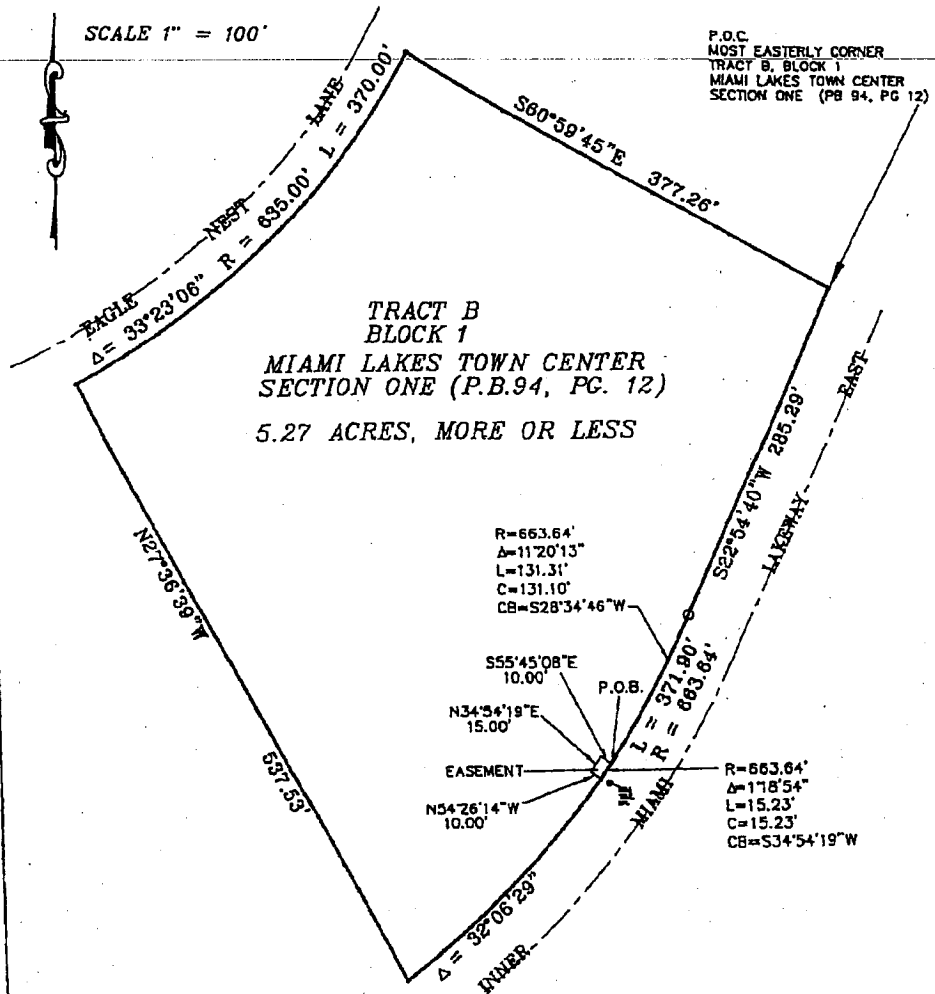 SCALE 1" = 100'
P.O.C.
MOST EASTERLY CORNER
TRACT B, BLOCK 1
MIAMI LAKES TOWN CENTER
SECTION ONE (PB 94, PG 12)
EAGLE NEST LANE
Δ= 33°23'06" R = 635.00' L = 370.00'
S60°59'45"E 377.26'
TRACT B
BLOCK 1
MIAMI LAKES TOWN CENTER
SECTION ONE (P.B.94, PG. 12)
5.27 ACRES, MORE OR LESS
S22°54'40"W 285.29'
N27°36'39"W 537.53'
R=663.64'
Δ=11°20'13"
L=131.31'
C=131.10'
CB=S28°34'46"W
S55°45'08"E
10.00'
P.O.B.
N34°54'19"E
15.00'
EASEMENT
N54°26'14"W
10.00'
L = 371.90'
R = 663.64'
Δ = 32°06'29"
R=663.64'
Δ=1°18'54"
L=15.23'
C=15.23'
CB=S34°54'19"W
INNER MIAMI LAKEWAY EAST